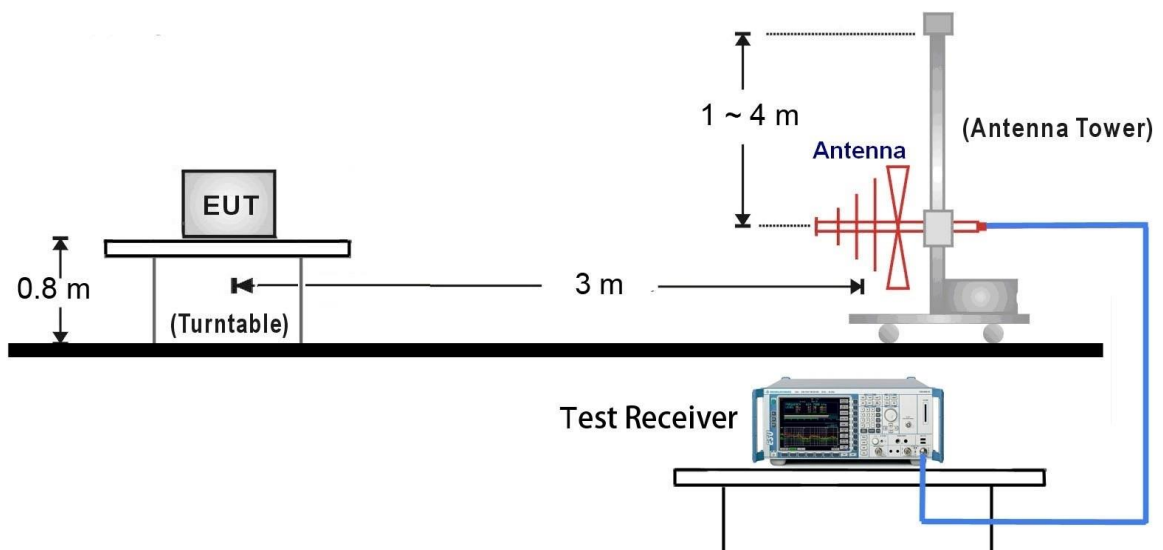 1 ~ 4 m
(Antenna Tower)
Antenna
EUT
0.8 m
3 m
(Turntable)
Test Receiver